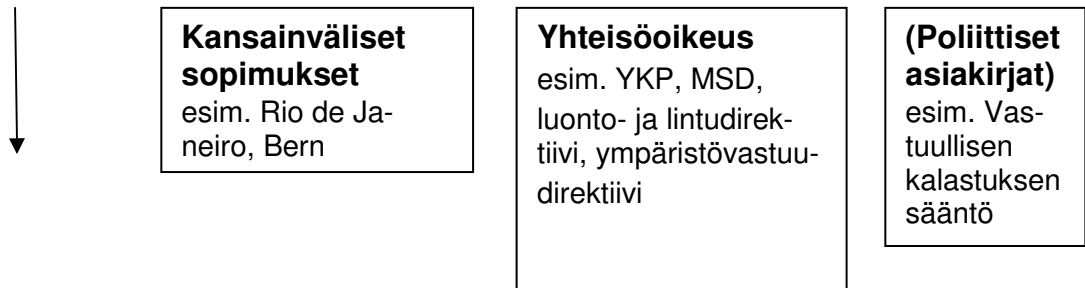 Kansainväliset
sopimukset
esim. Rio de Ja-
neiro, Bern
Yhteisöoikeus
esim. YKP, MSD,
luonto- ja lintudirek-
tiivi, ympäristövastuu-
direktiivi
(Poliittiset
asiakirjat)
esim. Vas-
tuullisen
kalastuksen
sääntö